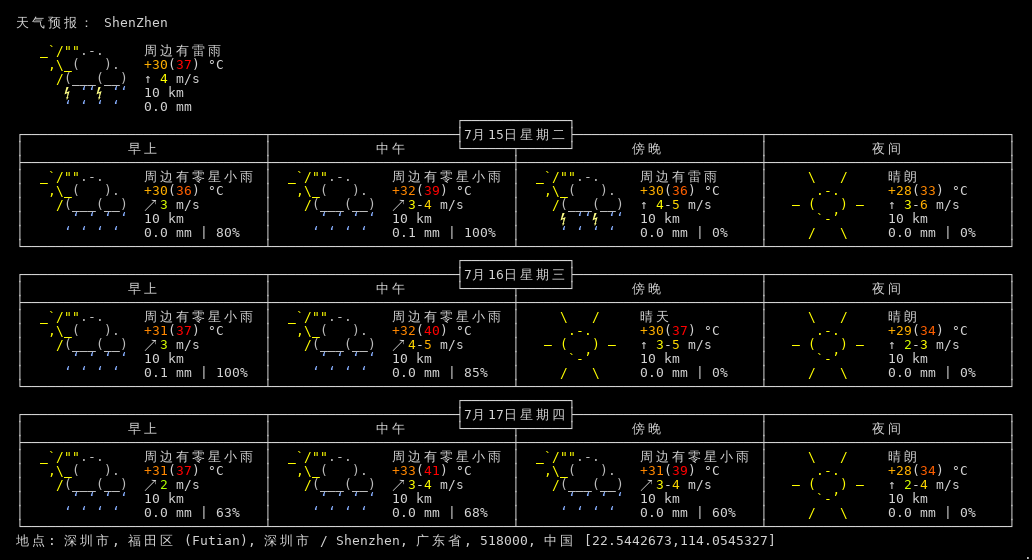 天气预报： ShenZhen
周边有雷雨
+30(37) °C
↑ 4 m/s
10 km
0.0 mm
7月15日星期二
早上 中午 傍晚 夜间
周边有零星小雨 周边有零星小雨 周边有雷雨 晴朗
+30(36) °C +32(39) °C +30(36) °C +28(33) °C
↗ 3 m/s ↗ 3-4 m/s ↑ 4-5 m/s ↑ 3-6 m/s
10 km 10 km 10 km 10 km
0.0 mm | 80% 0.1 mm | 100% 0.0 mm | 0% 0.0 mm | 0%
7月16日星期三
早上 中午 傍晚 夜间
周边有零星小雨 周边有零星小雨 晴天 晴朗
+31(37) °C +32(40) °C +30(37) °C +29(34) °C
↗ 3 m/s ↗ 4-5 m/s ↑ 3-5 m/s ↑ 2-3 m/s
10 km 10 km 10 km 10 km
0.1 mm | 100% 0.0 mm | 85% 0.0 mm | 0% 0.0 mm | 0%
7月17日星期四
早上 中午 傍晚 夜间
周边有零星小雨 周边有零星小雨 周边有零星小雨 晴朗
+31(37) °C +33(41) °C +31(39) °C +28(34) °C
↗ 2 m/s ↗ 3-4 m/s ↗ 3-4 m/s ↑ 2-4 m/s
10 km 10 km 10 km 10 km
0.0 mm | 63% 0.0 mm | 68% 0.0 mm | 60% 0.0 mm | 0%
地点: 深圳市, 福田区 (Futian), 深圳市 / Shenzhen, 广东省, 518000, 中国 [22.5442673,114.0545327]